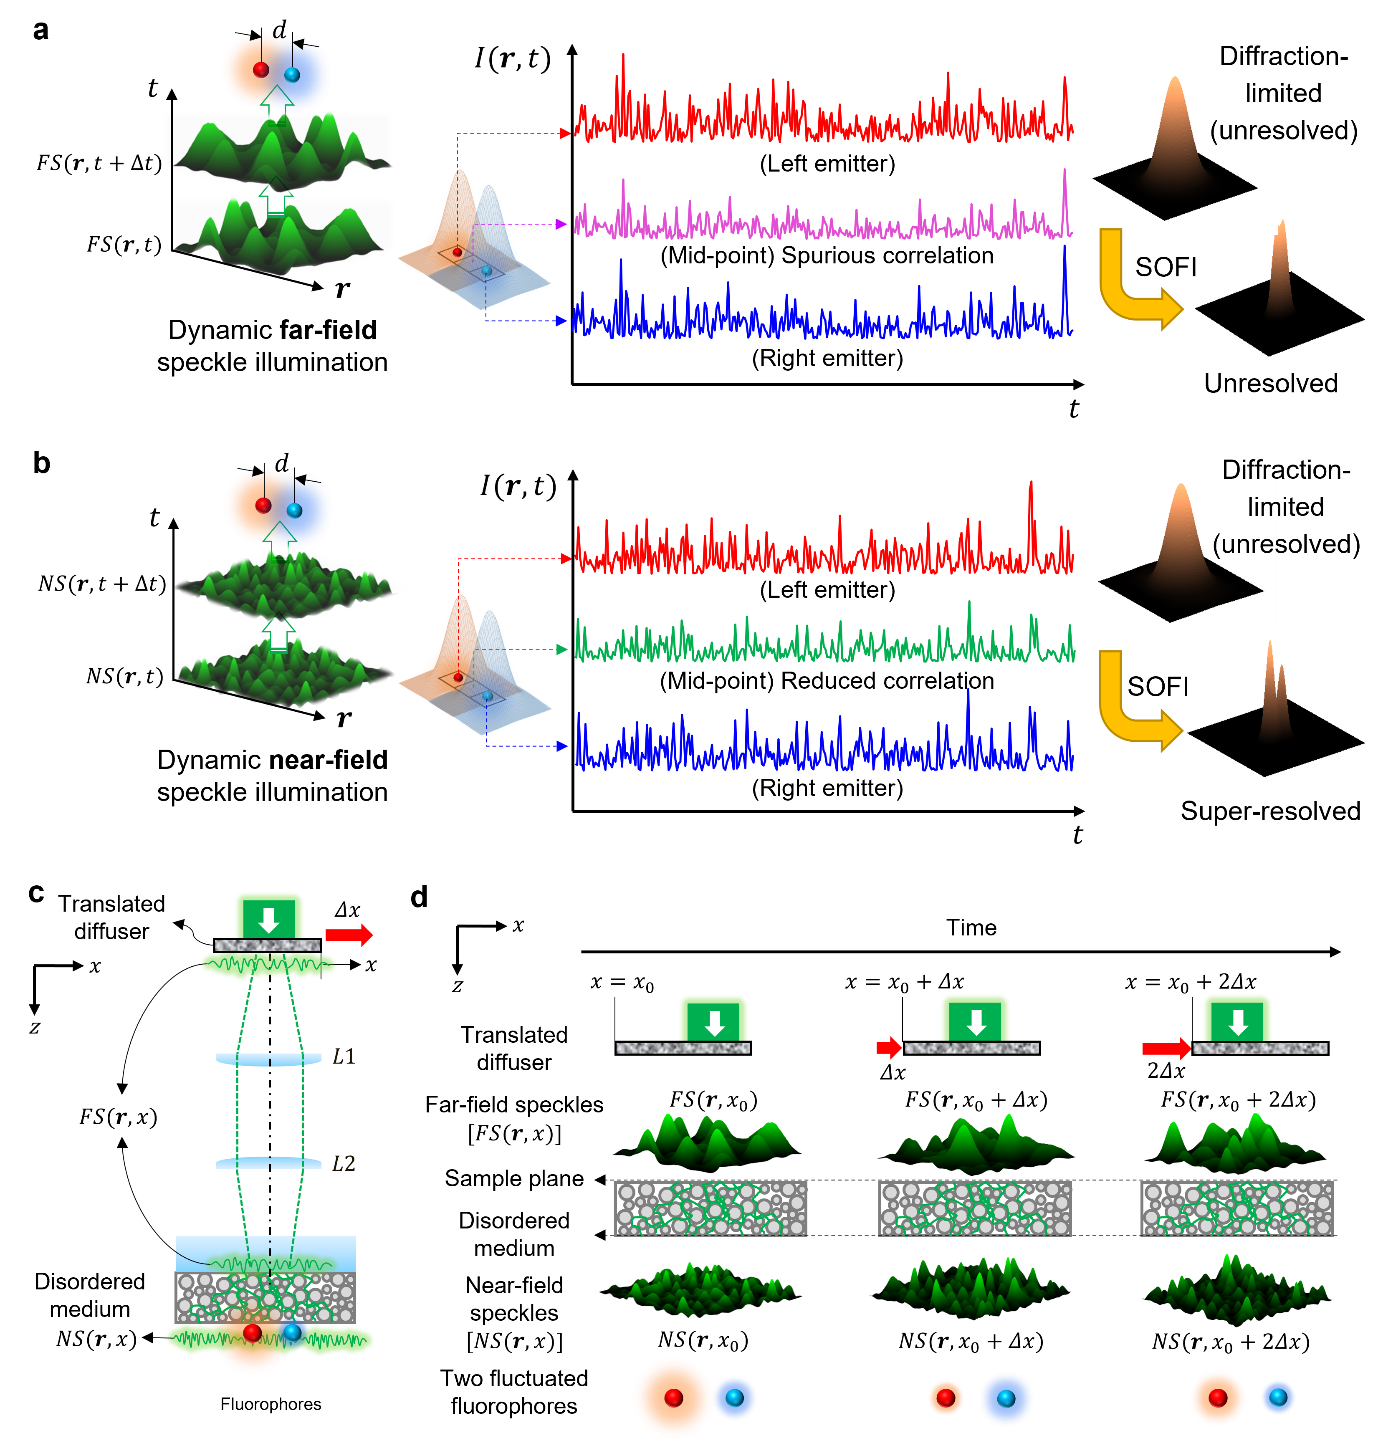 a
d
t
FS(r, t + Δt)
FS(r, t)
r
Dynamic far-field
speckle illumination
I(r, t)
(Left emitter)
(Mid-point) Spurious correlation
(Right emitter)
t
Diffraction-
limited
(unresolved)
SOFI
Unresolved
b
d
t
NS(r, t + Δt)
NS(r, t)
r
Dynamic near-field
speckle illumination
I(r, t)
(Left emitter)
(Mid-point) Reduced correlation
(Right emitter)
t
Diffraction-
limited
(unresolved)
SOFI
Super-resolved
c
Translated
diffuser
Δx
x
x
z
L1
FS(r, x)
L2
Disordered
medium
NS(r, x)
Fluorophores
d
x
z
Time
x = x₀
x = x₀ + Δx
x = x₀ + 2Δx
Translated
diffuser
Δx
2Δx
Far-field speckles
[FS(r, x)]
FS(r, x₀)
FS(r, x₀ + Δx)
FS(r, x₀ + 2Δx)
Sample plane
Disordered
medium
Near-field
speckles
[NS(r, x)]
NS(r, x₀)
NS(r, x₀ + Δx)
NS(r, x₀ + 2Δx)
Two fluctuated
fluorophores